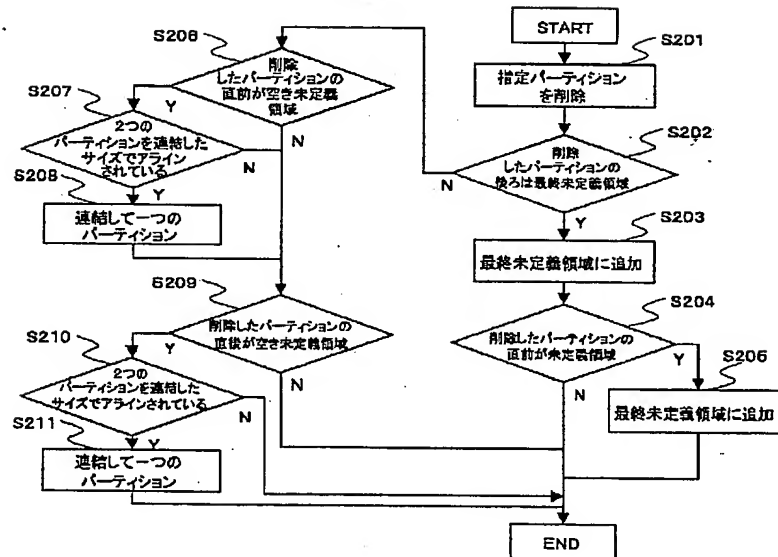 START
S201
指定パーティション
を削除
S202
削除
したパーティションの
後ろは最終未定義領域
N
Y
S203
最終未定義領域に追加
S204
削除したパーティションの
直前が未定義領域
Y
N
S205
最終未定義領域に追加
S206
削除
したパーティションの
直前が空き未定義
領域
Y
N
S207
2つの
パーティションを連結した
サイズでアライン
されている
N
Y
S208
連結して一つの
パーティション
S209
削除したパーティションの
直後が空き未定義領域
Y
N
S210
2つの
パーティションを連結した
サイズでアラインされている
N
Y
S211
連結して一つの
パーティション
END